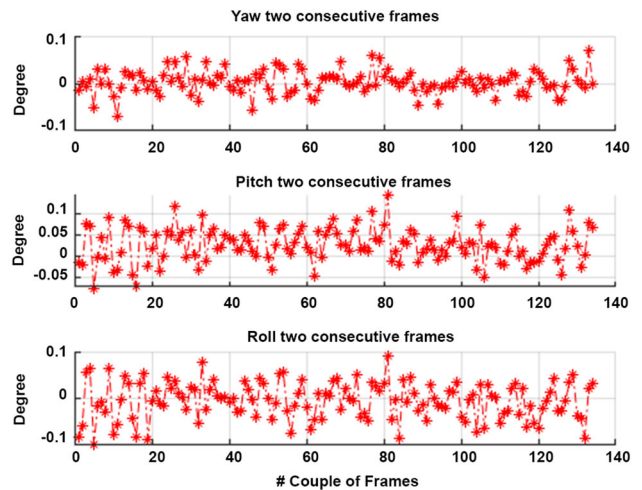 Yaw two consecutive frames
0.1
0
-0.1
Degree
0 20 40 60 80 100 120 140
Pitch two consecutive frames
0.1
0.05
0
-0.05
Degree
0 20 40 60 80 100 120 140
Roll two consecutive frames
0.1
0
-0.1
Degree
0 20 40 60 80 100 120 140
# Couple of Frames